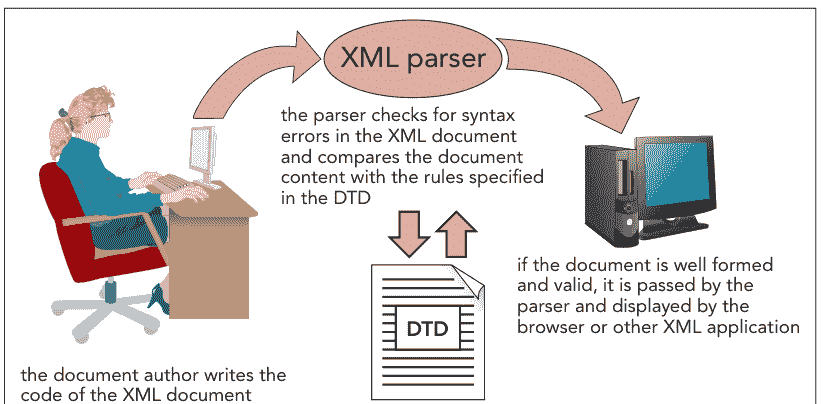 XML parser
the parser checks for syntax
errors in the XML document
and compares the document
content with the rules specified
in the DTD
DTD
if the document is well formed
and valid, it is passed by the
parser and displayed by the
browser or other XML application
the document author writes the
code of the XML document